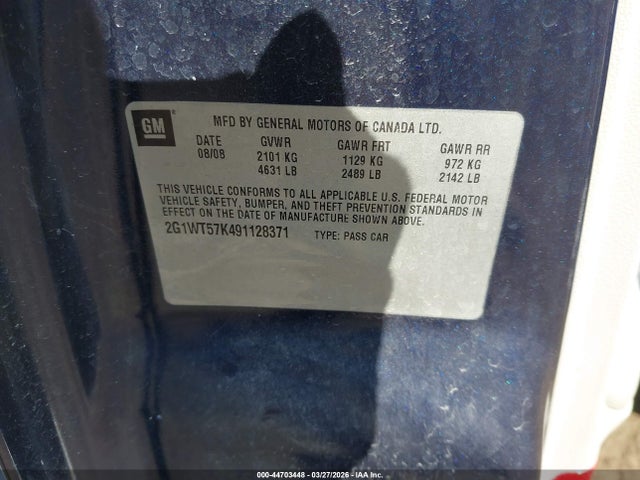 GM
MFD BY GENERAL MOTORS OF CANADA LTD.
DATE GVWR GAWR FRT GAWR RR
08/08 2101 KG 1129 KG 972 KG
4631 LB 2489 LB 2142 LB
THIS VEHICLE CONFORMS TO ALL APPLICABLE U.S. FEDERAL MOTOR
VEHICLE SAFETY, BUMPER, AND THEFT PREVENTION STANDARDS IN
EFFECT ON THE DATE OF MANUFACTURE SHOWN ABOVE.
2G1WT57K491128371 TYPE: PASS CAR
000-44703448 - 03/27/2026 - IAA Inc.